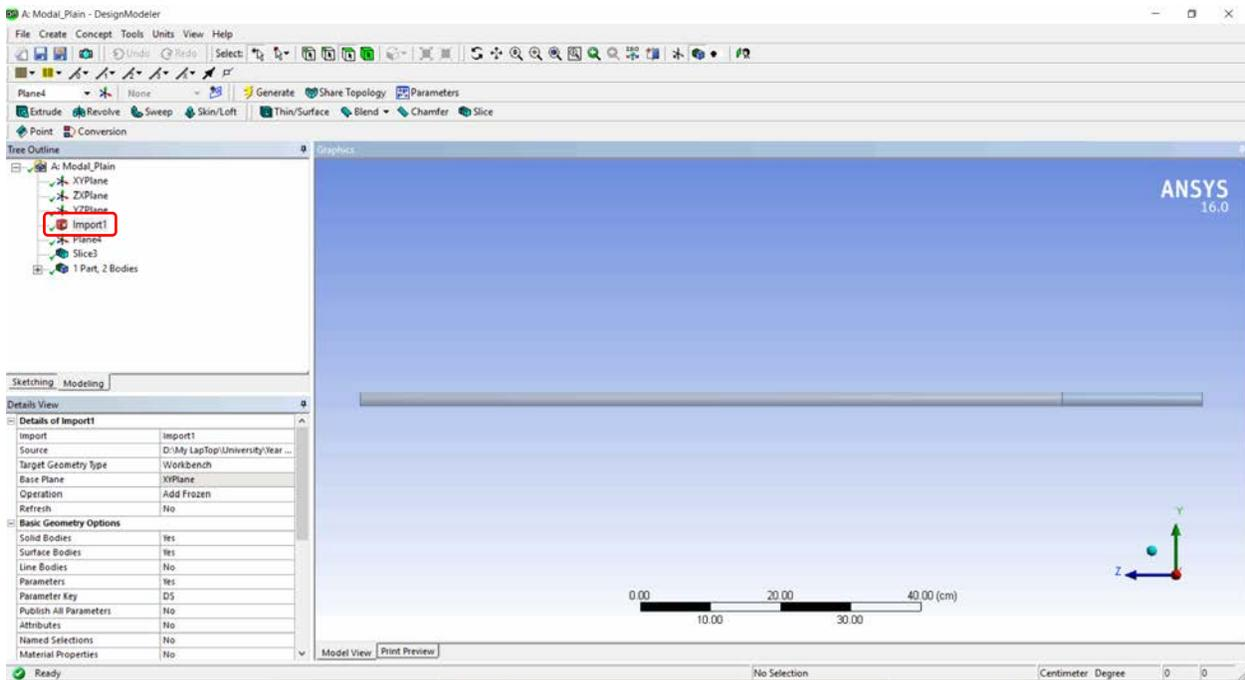 A: Modal_Plain - DesignModeler
File Create Concept Tools Units View Help
Undo Redo Select:
Plane4 None Generate Share Topology Parameters
Extrude Revolve Sweep Skin/Loft Thin/Surface Blend Chamfer Slice
Point Conversion
Tree Outline
A: Modal_Plain
XYPlane
ZXPlane
YZPlane
Import1
Plane4
Slice3
1 Part, 2 Bodies
Sketching Modeling
Details View
Details of Import1
Import Import1
Source D:\My LapTop\University\Year ...
Target Geometry Type Workbench
Base Plane XYPlane
Operation Add Frozen
Refresh No
Basic Geometry Options
Solid Bodies Yes
Surface Bodies Yes
Line Bodies No
Parameters Yes
Parameter Key DS
Publish All Parameters No
Attributes No
Named Selections No
Material Properties No
Graphics
ANSYS
16.0
Y
Z
0.00 20.00 40.00 (cm)
10.00 30.00
Model View Print Preview
Ready No Selection Centimeter Degree 0 0